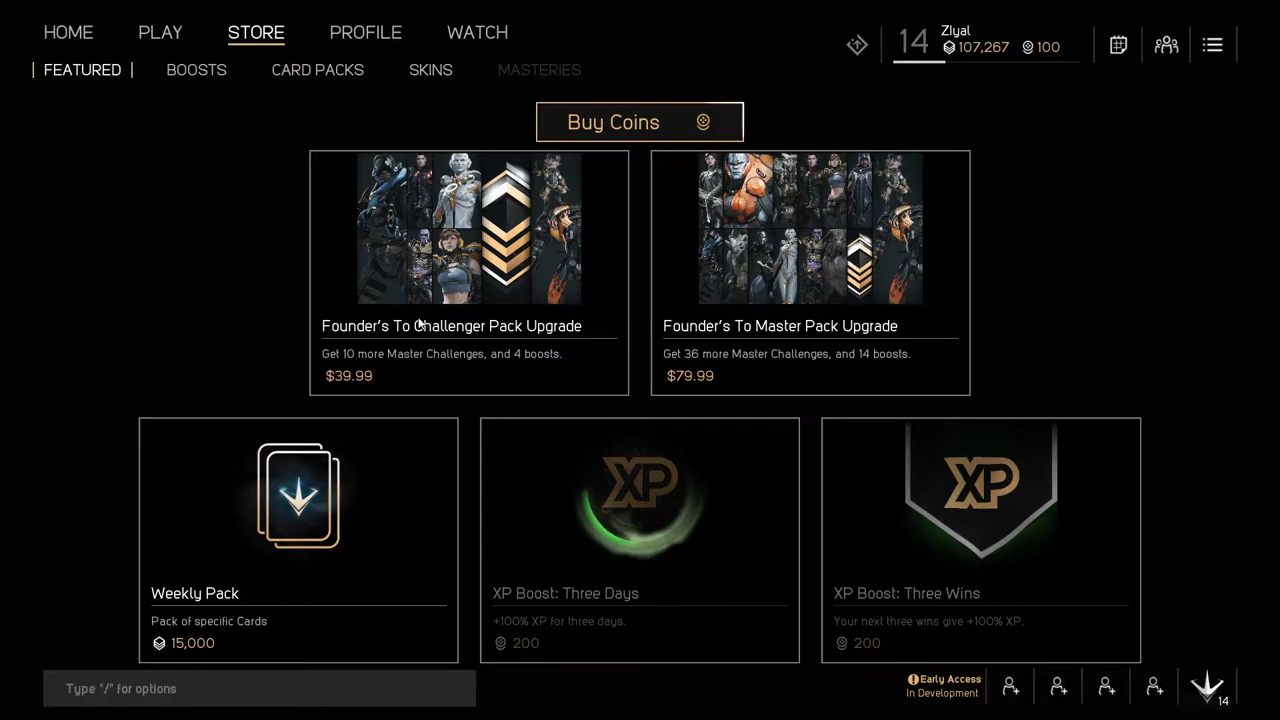 HOME PLAY STORE PROFILE WATCH
14 Zlyal
107,267 100
FEATURED BOOSTS CARD PACKS SKINS MASTERIES
Buy Coins
Founder's To Challenger Pack Upgrade
Get 10 more Master Challenges, and 4 boosts.
$39.99
Founder's To Master Pack Upgrade
Get 36 more Master Challenges, and 14 boosts.
$79.99
Weekly Pack
Pack of specific Cards
15,000
XP
XP Boost: Three Days
+100% XP for three days.
200
XP
XP Boost: Three Wins
Your next three wins give +100% XP.
200
Type "/" for options
Early Access
In Development
14